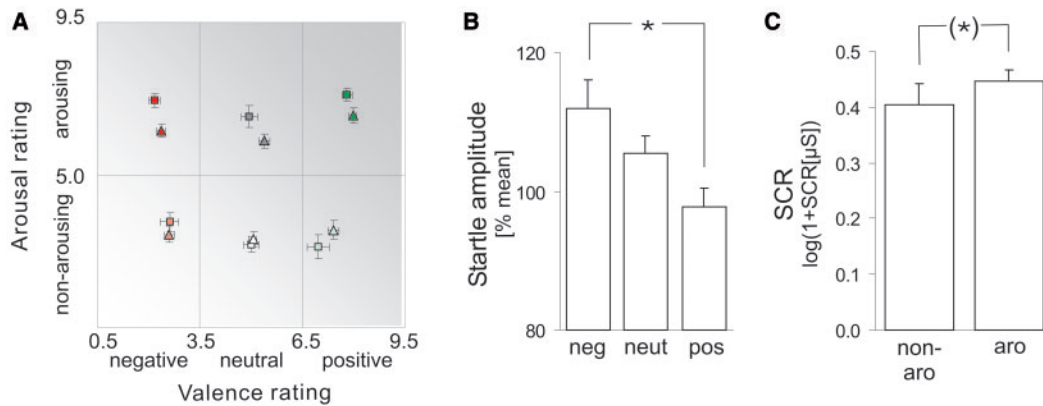 A
9.5
Arousal rating
arousing
non-arousing
5.0
0.5
3.5
6.5
9.5
negative
neutral
positive
Valence rating
B
*
120
100
80
Startle amplitude
[% mean]
neg
neut
pos
C
(*)
0.5
0.4
0.3
0.2
0.1
0.0
SCR
log(1+SCR[µS])
non-
aro
aro